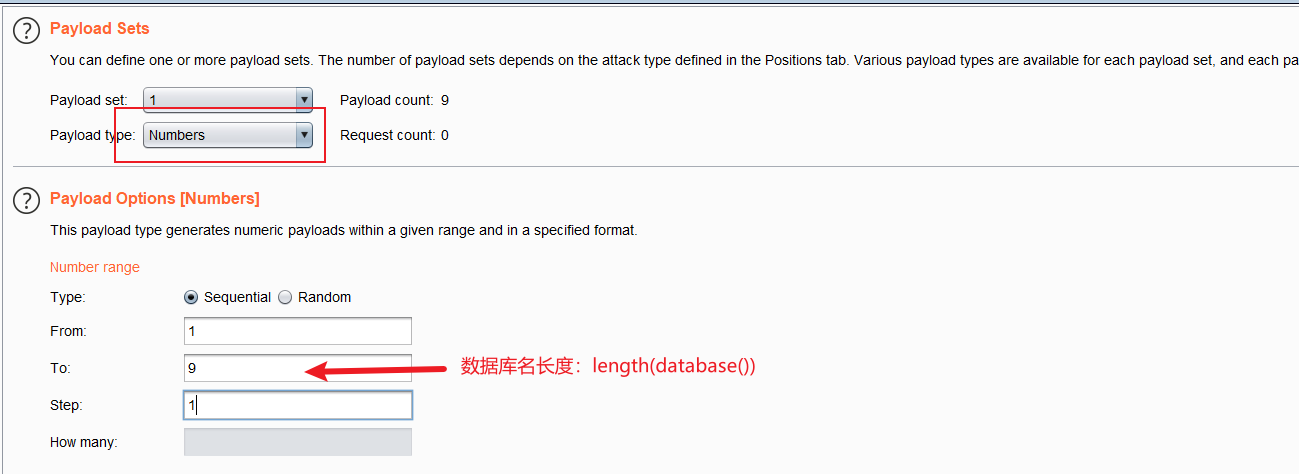 Payload Sets
You can define one or more payload sets. The number of payload sets depends on the attack type defined in the Positions tab. Various payload types are available for each payload set, and each pa
Payload set: 1 Payload count: 9
Payload type: Numbers Request count: 0
Payload Options [Numbers]
This payload type generates numeric payloads within a given range and in a specified format.
Number range
Type: Sequential Random
From: 1
To: 9 数据库名长度：length(database())
Step: 1
How many: